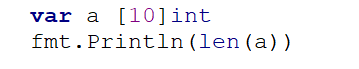 var a [10]int
fmt.Println(len(a))